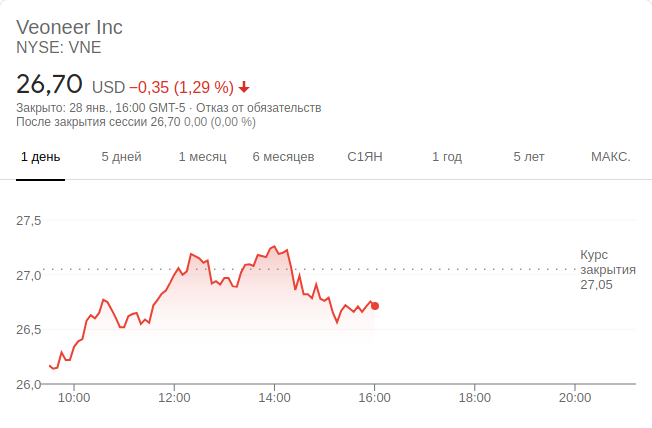 Veoneer Inc
NYSE: VNE
26,70 USD −0,35 (1,29 %)
Закрыто: 28 янв., 16:00 GMT-5 · Отказ от обязательств
После закрытия сессии 26,70 0,00 (0,00 %)
1 день 5 дней 1 месяц 6 месяцев С1ЯН 1 год 5 лет МАКС.
27,5
Курс
27,0 закрытия
27,05
26,5
26,0
10:00 12:00 14:00 16:00 18:00 20:00